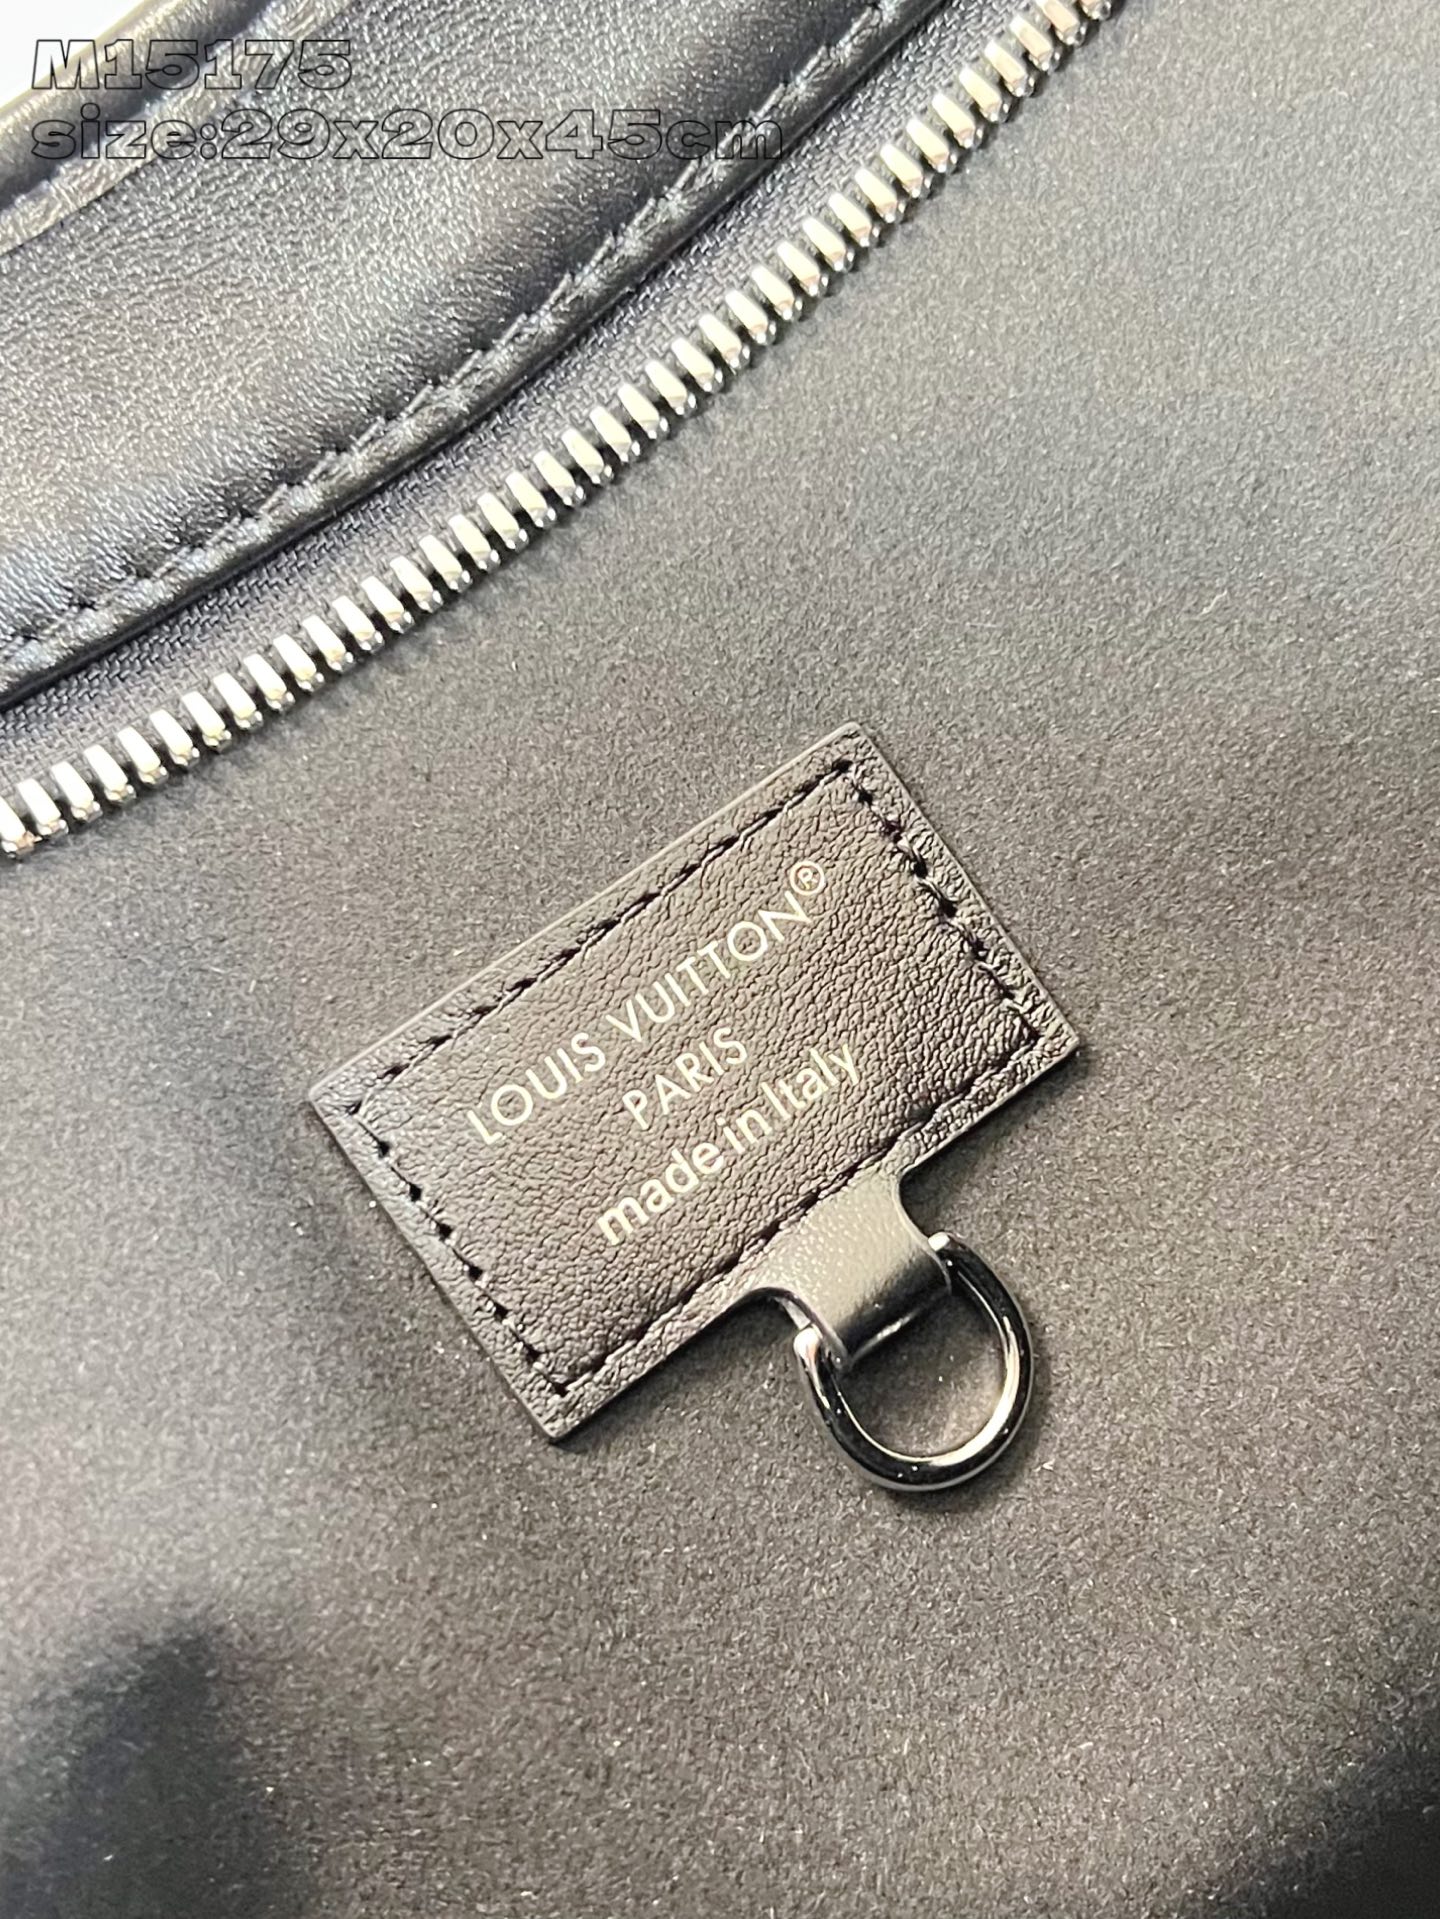 M15175
size:29x20x45cm
LOUIS VUITTON®
PARIS
made in Italy